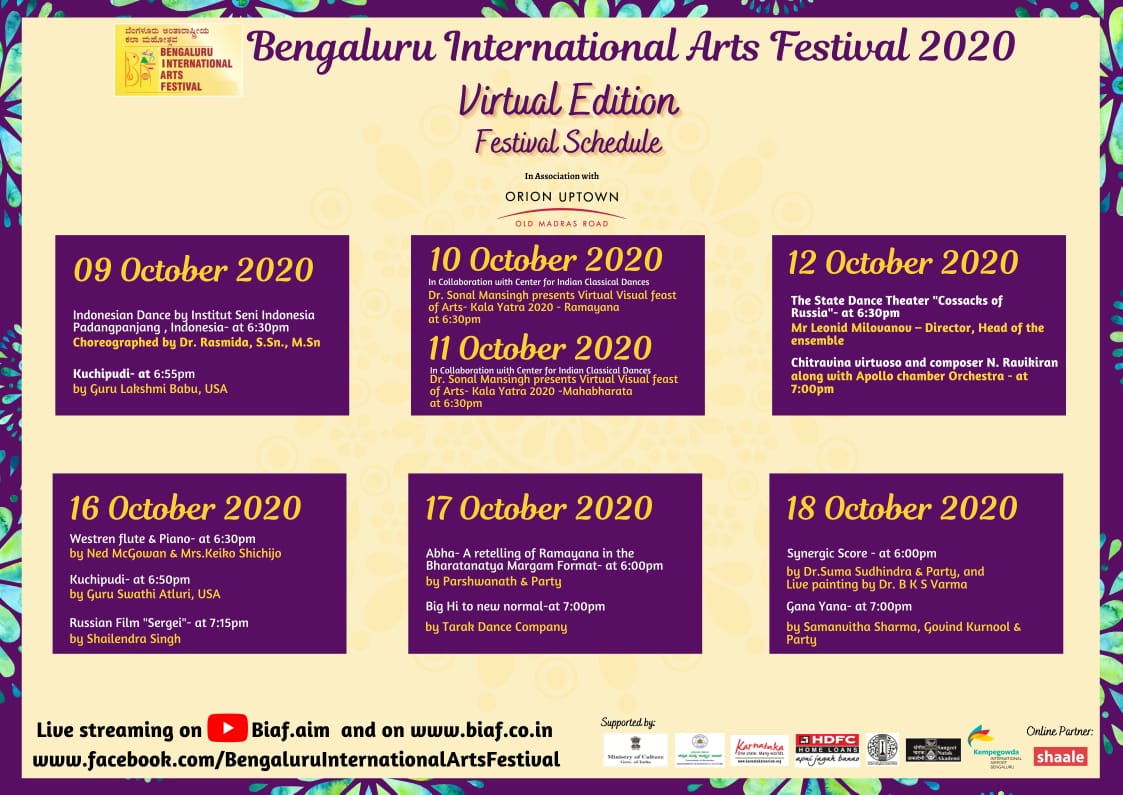 ಬೆಂಗಳೂರು ಅಂತಾರಾಷ್ಟ್ರೀಯ
ಕಲಾ ಮಹೋತ್ಸವ
BENGALURU
INTERNATIONAL
ARTS
FESTIVAL
Bengaluru International Arts Festival 2020
Virtual Edition
Festival Schedule
In Association with
ORION UPTOWN
OLD MADRAS ROAD
09 October 2020
Indonesian Dance by Institut Seni Indonesia
Padangpanjang , Indonesia- at 6:30pm
Choreographed by Dr. Rasmida, S.Sn., M.Sn
Kuchipudi- at 6:55pm
by Guru Lakshmi Babu, USA
10 October 2020
In Collaboration with Center for Indian Classical Dances
Dr. Sonal Mansingh presents Virtual Visual feast
of Arts- Kala Yatra 2020 - Ramayana
at 6:30pm
11 October 2020
In Collaboration with Center for Indian Classical Dances
Dr. Sonal Mansingh presents Virtual Visual feast
of Arts- Kala Yatra 2020 -Mahabharata
at 6:30pm
12 October 2020
The State Dance Theater "Cossacks of
Russia"- at 6:30pm
Mr Leonid Milovanov – Director, Head of the
ensemble
Chitravina virtuoso and composer N. Ravikiran
along with Apollo chamber Orchestra - at
7:00pm
16 October 2020
Westren flute & Piano- at 6:30pm
by Ned McGowan & Mrs.Keiko Shichijo
Kuchipudi- at 6:50pm
by Guru Swathi Atluri, USA
Russian Film "Sergei"- at 7:15pm
by Shailendra Singh
17 October 2020
Abha- A retelling of Ramayana in the
Bharatanatya Margam Format- at 6:00pm
by Parshwanath & Party
Big Hi to new normal-at 7:00pm
by Tarak Dance Company
18 October 2020
Synergic Score - at 6:00pm
by Dr.Suma Sudhindra & Party, and
Live painting by Dr. B K S Varma
Gana Yana- at 7:00pm
by Samanvitha Sharma, Govind Kurnool &
Party
Live streaming on Biaf.aim and on www.biaf.co.in
www.facebook.com/BengaluruInternationalArtsFestival
Supported by:
Ministry of Culture
Govt. of India
Karnataka
One state. Many worlds
www.karnatakatourism.org
HDFC
HOME LOANS
apni jagah banao
संगीत
नाटक
अकादेमी
Sangeet
Natak
Akademi
Kempegowda
INTERNATIONAL
AIRPORT
BENGALURU
Online Partner:
shaale